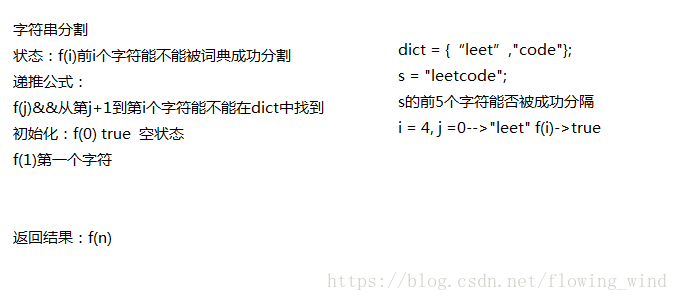 字符串分割
状态：f(i)前i个字符能不能被词典成功分割
递推公式：
f(j)&&从第j+1到第i个字符能不能在dict中找到
初始化：f(0) true 空状态
f(1)第一个字符
返回结果：f(n)
dict = {“leet”,"code"};
s = "leetcode";
s的前5个字符能否被成功分隔
i = 4, j =0-->"leet" f(i)->true
https://blog.csdn.net/flowing_wind